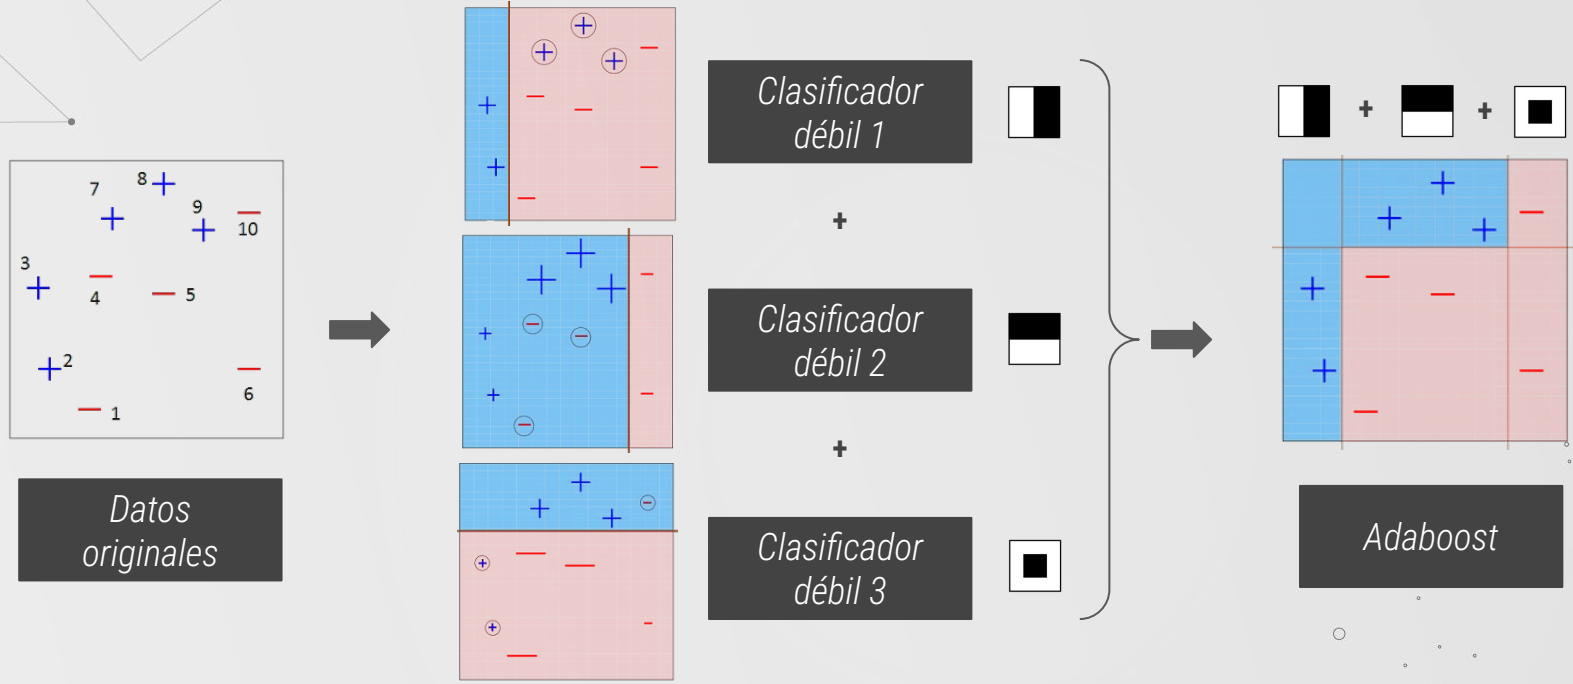 8
7
9
10
3
4
5
2
6
1
Datos
originales
Clasificador
débil 1
+
Clasificador
débil 2
+
Clasificador
débil 3
+ +
Adaboost